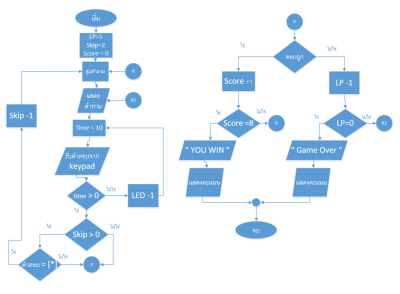 เริ่ม
LP=5
Skip=2
Score = 0
สุ่มคำถาม
R
แสดง
คำถาม
R2
Skip -1
Time = 10
รับคำตอบจาก
keypad
time > 0
ไม่ใช่
LED -1
ใช่
Skip > 0
ใช่
ไม่ใช่
ใช่
คำตอบ = [*]
ไม่ใช่
ตอบถูก
ใช่
ไม่ใช่
Score +1
LP -1
ใช่
ไม่ใช่
Score =8
R
ใช่
ไม่ใช่
LP=0
R2
“ YOU WIN ”
“ Game Over ”
แสดงคะแนน
แสดงคะแนน
จบ